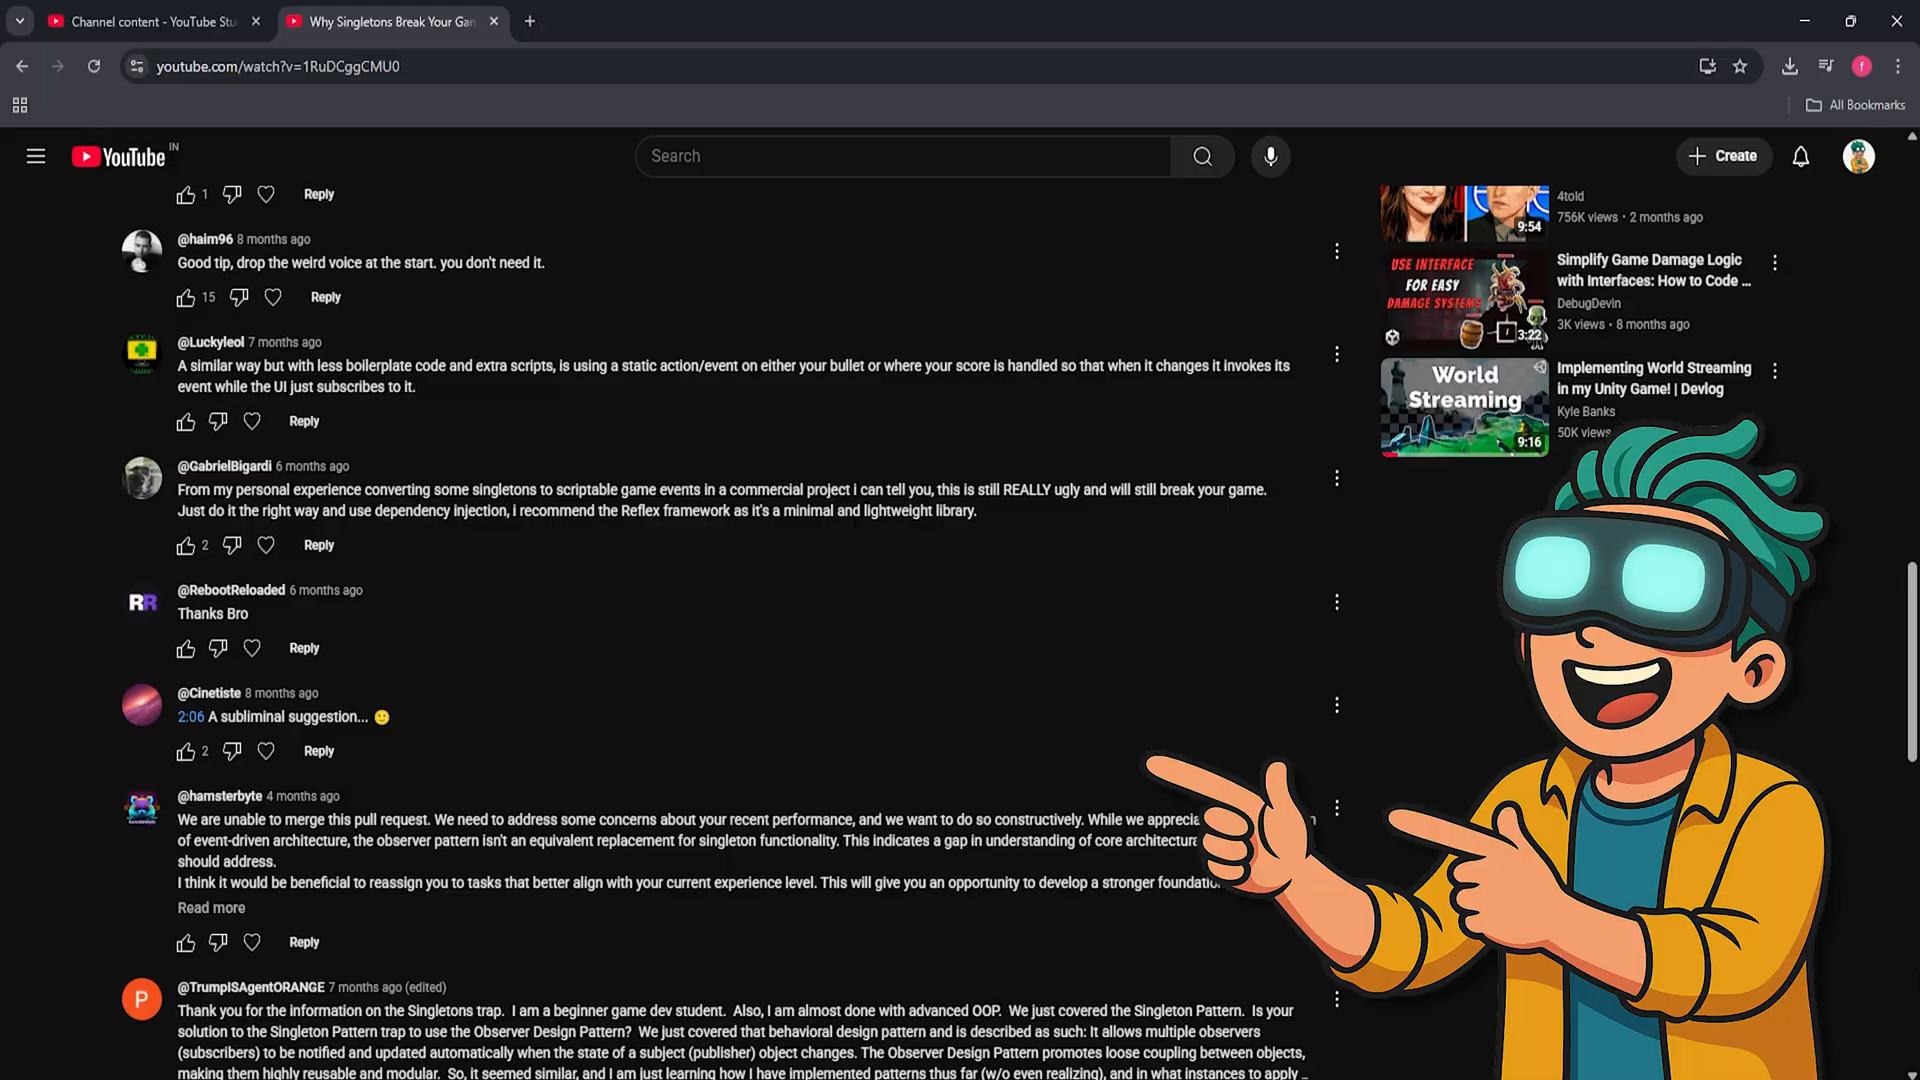 Channel content - YouTube Stu
Why Singletons Break Your Gam
youtube.com/watch?v=1RuDCggCMU0
f
All Bookmarks
YouTube IN
Search
Create
1
Reply
@haim96 8 months ago
Good tip, drop the weird voice at the start. you don't need it.
15
Reply
@Luckyleol 7 months ago
A similar way but with less boilerplate code and extra scripts, is using a static action/event on either your bullet or where your score is handled so that when it changes it invokes its
event while the UI just subscribes to it.
Reply
@GabrielBigardi 6 months ago
From my personal experience converting some singletons to scriptable game events in a commercial project i can tell you, this is still REALLY ugly and will still break your game.
Just do it the right way and use dependency injection, i recommend the Reflex framework as it's a minimal and lightweight library.
2
Reply
RR
@RebootReloaded 6 months ago
Thanks Bro
Reply
@Cinetiste 8 months ago
2:06 A subliminal suggestion... 🙂
2
Reply
@hamsterbyte 4 months ago
We are unable to merge this pull request. We need to address some concerns about your recent performance, and we want to do so constructively. While we apprecia
of event-driven architecture, the observer pattern isn't an equivalent replacement for singleton functionality. This indicates a gap in understanding of core architectura
should address.
I think it would be beneficial to reassign you to tasks that better align with your current experience level. This will give you an opportunity to develop a stronger foundatio
Read more
Reply
P
@TrumpISAgentORANGE 7 months ago (edited)
Thank you for the information on the Singletons trap. I am a beginner game dev student. Also, I am almost done with advanced OOP. We just covered the Singleton Pattern. Is your
solution to the Singleton Pattern trap to use the Observer Design Pattern? We just covered that behavioral design pattern and is described as such: It allows multiple observers
(subscribers) to be notified and updated automatically when the state of a subject (publisher) object changes. The Observer Design Pattern promotes loose coupling between objects,
making them highly reusable and modular. So, it seemed similar, and I am just learning how I have implemented patterns thus far (w/o even realizing), and in what instances to apply ..
9:54
4told
756K views • 2 months ago
USE INTERFACE
FOR EASY
DAMAGE SYSTEMS
3:22
Simplify Game Damage Logic
with Interfaces: How to Code ...
DebugDevin
3K views • 8 months ago
World
Streaming
9:16
Implementing World Streaming
in my Unity Game! | Devlog
Kyle Banks
50K views